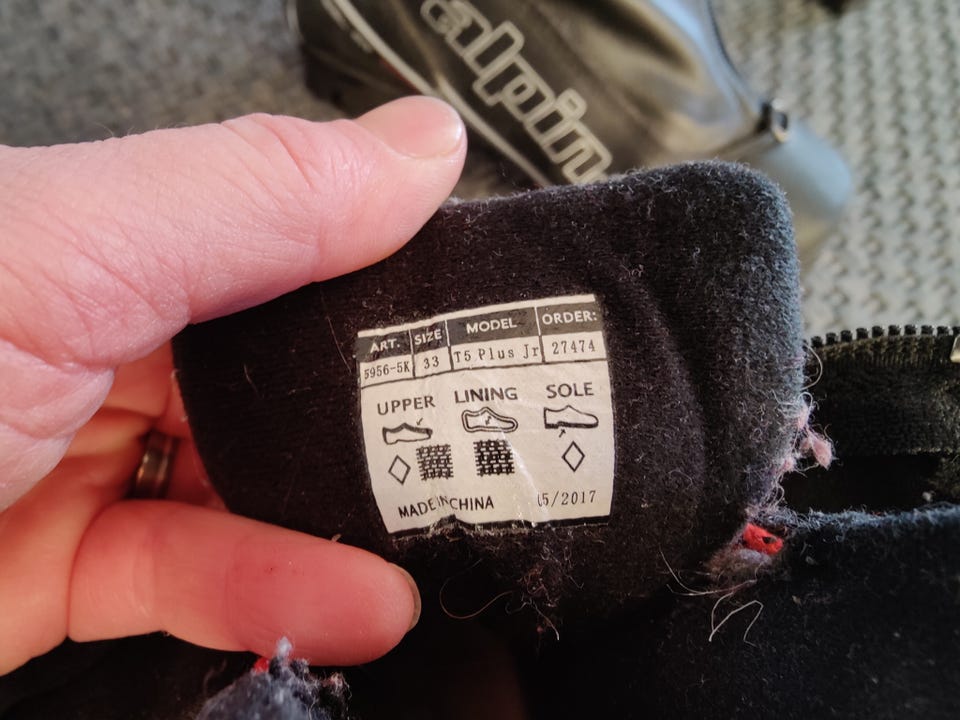 alpin
ART. SIZE MODEL ORDER:
5956-5K 33 T5 Plus Jr 27474
UPPER LINING SOLE
MADE IN CHINA 05/2017